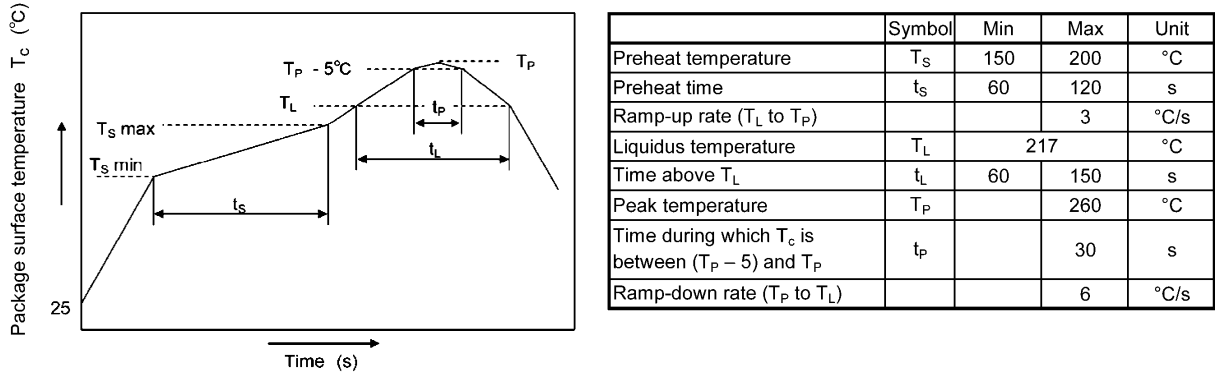 Package surface temperature T_C (°C)
T_P
T_P - 5℃
T_L
t_P
T_S max
t_L
T_S min
t_S
25
Time (s)
Symbol Min Max Unit
Preheat temperature T_S 150 200 °C
Preheat time t_S 60 120 s
Ramp-up rate (T_L to T_P) 3 °C/s
Liquidus temperature T_L 217 °C
Time above T_L t_L 60 150 s
Peak temperature T_P 260 °C
Time during which T_c is
between (T_P – 5) and T_P t_P 30 s
Ramp-down rate (T_P to T_L) 6 °C/s